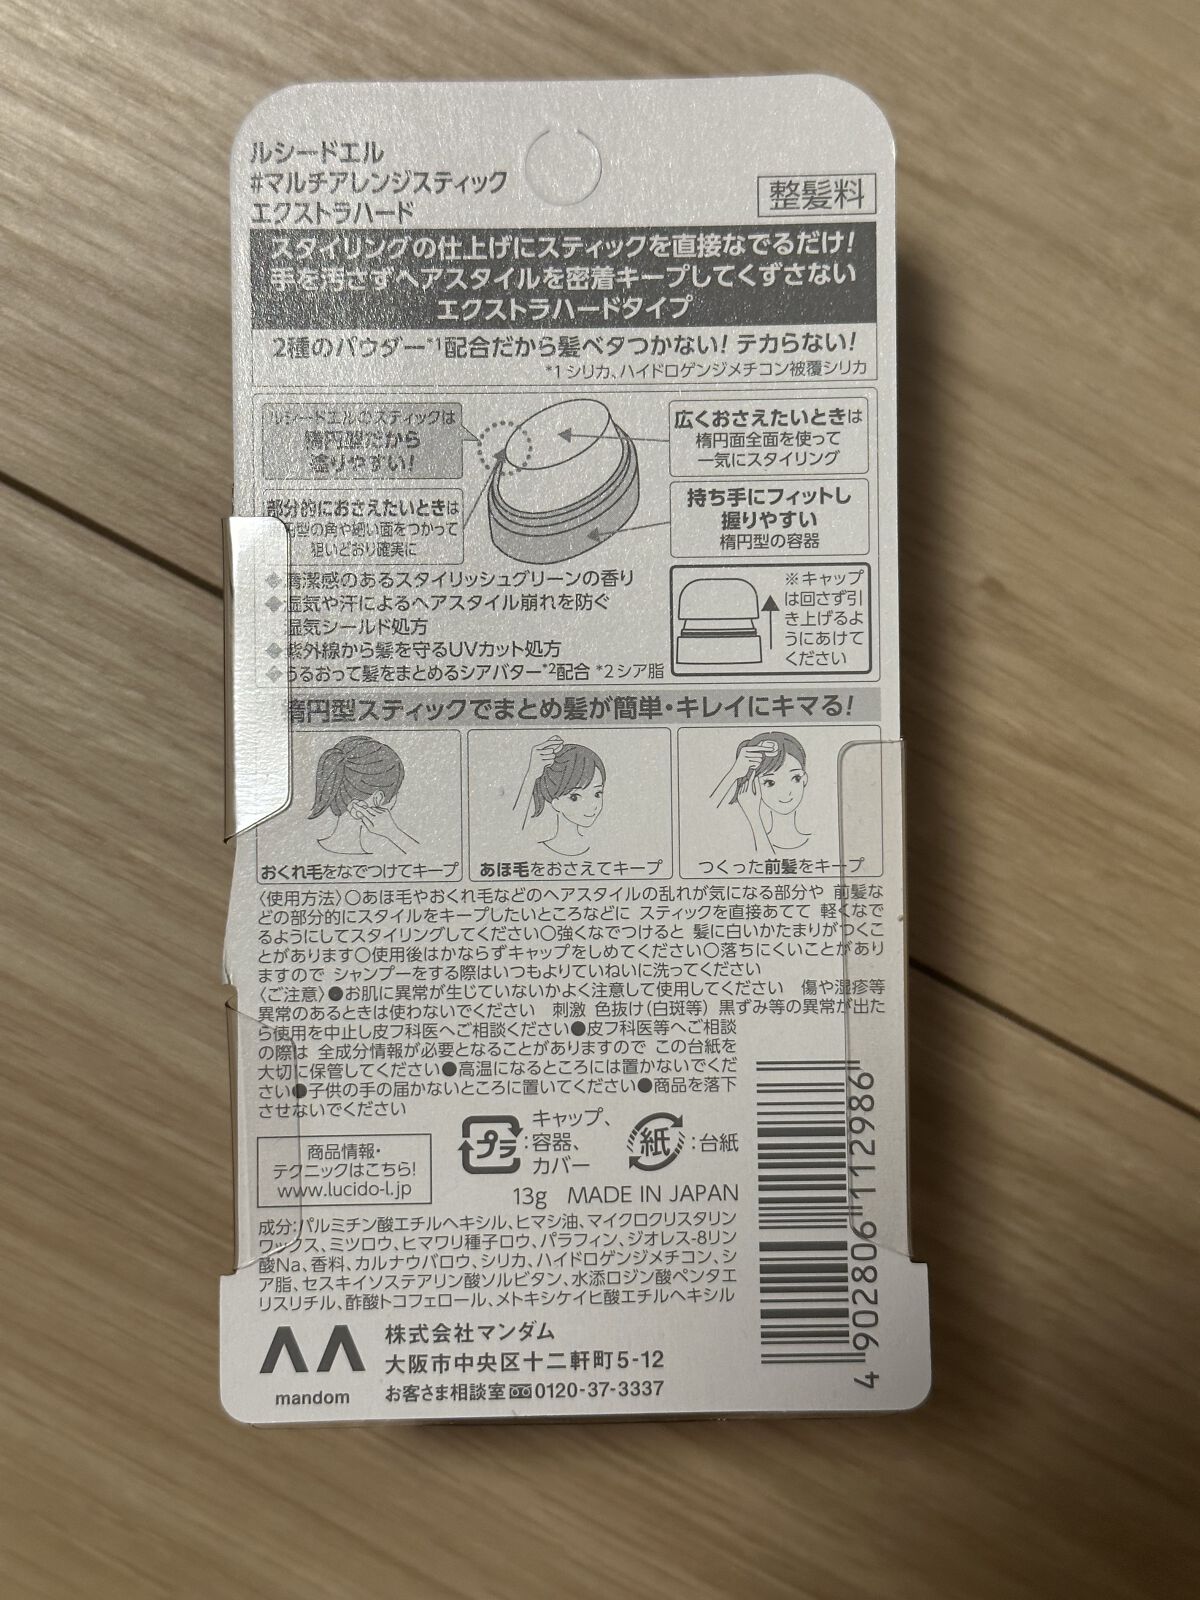 ルシードエル
#マルチアレンジスティック
エクストラハード
整髪料
スタイリングの仕上げにスティックを直接なでるだけ!
手を汚さずヘアスタイルを密着キープしてくずさない
エクストラハードタイプ
2種のパウダー*1配合だから髪ベタつかない! テカらない!
*1 シリカ、ハイドロゲンジメチコン被覆シリカ
ルシードエルのスティックは
楕円型だから
塗りやすい!
部分的におさえたいときは
楕円型の角や細い面をつかって
狙いどおり確実に
広くおさえたいときは
楕円面全面を使って
一気にスタイリング
持ち手にフィットし
握りやすい
楕円型の容器
◆清潔感のあるスタイリッシュグリーンの香り
◆湿気や汗によるヘアスタイル崩れを防ぐ
湿気シールド処方
◆紫外線から髪を守るUVカット処方
◆うるおって髪をまとめるシアバター*2配合 *2 シア脂
※キャップ
は回さず引
き上げるよ
うにあけて
ください
楕円型スティックでまとめ髪が簡単・キレイにキマる!
おくれ毛をなでつけてキープ
あほ毛をおさえてキープ
つくった前髪をキープ
〈使用方法〉○あほ毛やおくれ毛などのヘアスタイルの乱れが気になる部分や 前髪な
どの部分的にスタイルをキープしたいところなどに スティックを直接あてて 軽くなで
るようにしてスタイリングしてください○強くなでつけると 髪に白いかたまりがつくこ
とがあります○使用後はかならずキャップをしめてください○落ちにくいことがあり
ますので シャンプーをする際はいつもよりていねいに洗ってください
〈ご注意〉●お肌に異常が生じていないかよく注意して使用してください 傷や湿疹等
異常のあるときは使わないでください 刺激 色抜け(白斑等) 黒ずみ等の異常が出た
ら使用を中止し皮フ科医へご相談ください●皮フ科医等へご相談
の際は 全成分情報が必要となることがありますので この台紙を
大切に保管してください●高温になるところには置かないでくだ
さい●子供の手の届かないところに置いてください●商品を落下
させないでください
商品情報・
テクニックはこちら!
www.lucido-l.jp
プラ
:キャップ、
容器、
カバー
紙
:台紙
13g MADE IN JAPAN
成分:パルミチン酸エチルヘキシル、ヒマシ油、マイクロクリスタリン
ワックス、ミツロウ、ヒマワリ種子ロウ、パラフィン、ジオレス-8リン
酸Na、香料、カルナウバロウ、シリカ、ハイドロゲンジメチコン、シ
ア脂、セスキイソステアリン酸ソルビタン、水添ロジン酸ペンタエ
リスリチル、酢酸トコフェロール、メトキシケイヒ酸エチルヘキシル
mandom
株式会社マンダム
大阪市中央区十二軒町5-12
お客さま相談室 0120-37-3337
4 902806 112986